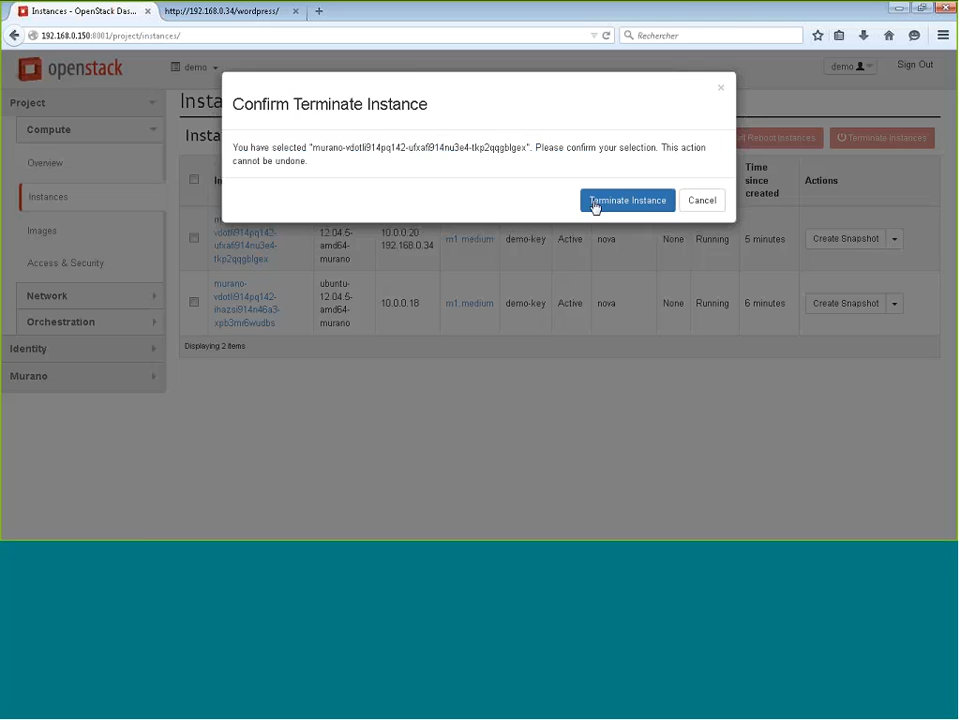 Instances - OpenStack Das...
http://192.168.0.34/wordpress/
192.168.0.150:8001/project/instances/
Rechercher
openstack
demo
demo
Sign Out
Project
Compute
Overview
Instances
Images
Access & Security
Network
Orchestration
Identity
Murano
Confirm Terminate Instance
You have selected "murano-vdotli914pq142-ufxafi914nu3e4-tkp2qqgblgex". Please confirm your selection. This action
cannot be undone.
Terminate Instance
Cancel
Reboot Instances
Terminate Instances
Time
since
created
Actions
vdotli914pq142-
ufxafi914nu3e4-
tkp2qqgblgex
12.04.5-
amd64-
murano
10.0.0.20
192.168.0.34
m1.medium
demo-key
Active
nova
None
Running
5 minutes
Create Snapshot
murano-
vdotli914pq142-
inazsi914n46a3-
xpb3mr6wudbs
ubuntu-
12.04.5-
amd64-
murano
10.0.0.18
m1.medium
demo-key
Active
nova
None
Running
6 minutes
Create Snapshot
Displaying 2 items